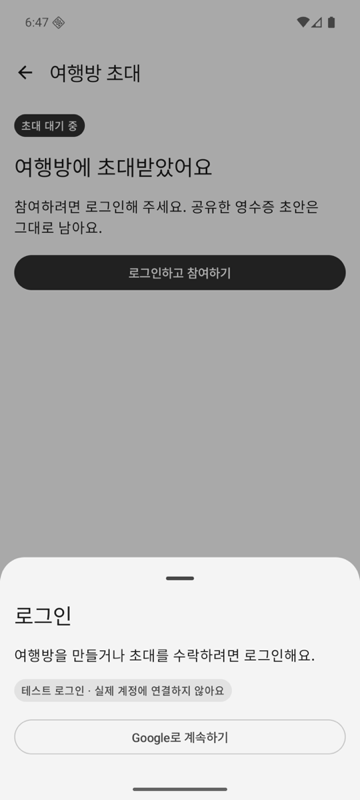 6:47
여행방 초대
초대 대기 중
여행방에 초대받았어요
참여하려면 로그인해 주세요. 공유한 영수증 초안은
그대로 남아요.
로그인하고 참여하기
로그인
여행방을 만들거나 초대를 수락하려면 로그인해요.
테스트 로그인 · 실제 계정에 연결하지 않아요
Google로 계속하기